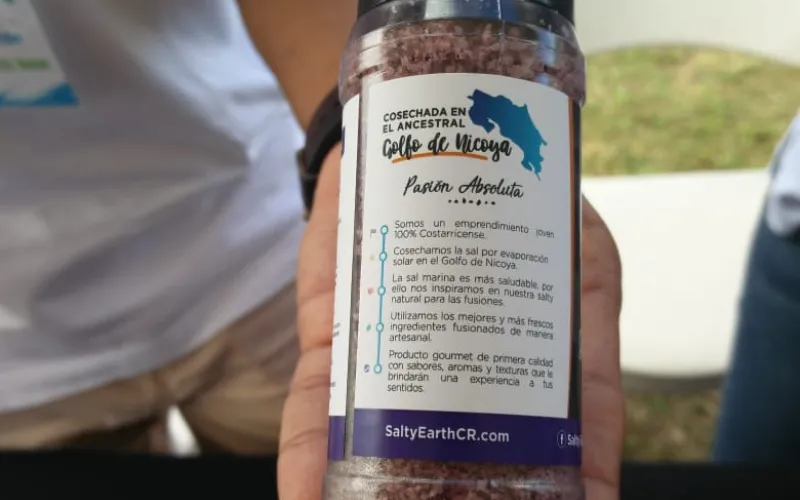 COSECHADA EN
EL ANCESTRAL
Golfo de Nicoya
Pasión Absoluta
Somos un emprendimiento joven
100% Costarricense.
Cosechamos la sal por evaporación
solar en el Golfo de Nicoya.
La sal marina es más saludable, por
ello nos inspiramos en nuestra salty
natural para las fusiones.
Utilizamos los mejores y más frescos
ingredientes fusionados de manera
artesanal.
Producto gourmet de primera calidad
con sabores, aromas y texturas que le
brindarán una experiencia a tus
sentidos.
SaltyEarthCR.com